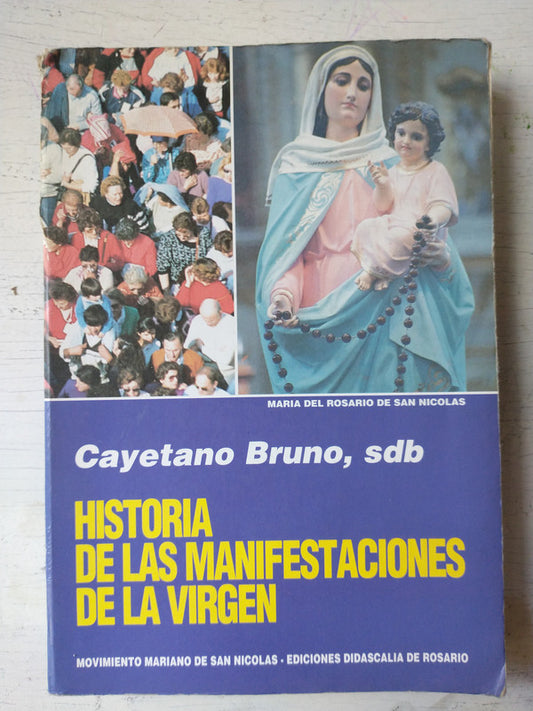 MARIA DEL ROSARIO DE SAN NICOLAS
Cayetano Bruno, sdb
HISTORIA
DE LAS MANIFESTACIONES
DE LA VIRGEN
MOVIMIENTO MARIANO DE SAN NICOLAS - EDICIONES DIDASCALIA DE ROSARIO